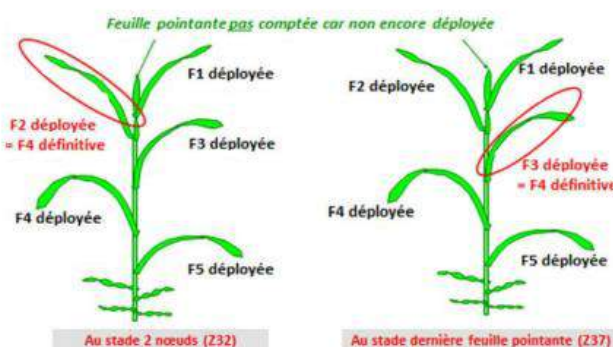 Feuille pointante pas comptée car non encore déployée
F1 déployée
F2 déployée
= F4 définitive
F3 déployée
F4 déployée
F5 déployée
Au stade 2 nœuds (Z32)
F1 déployée
F2 déployée
F3 déployée
= F4 définitive
F4 déployée
F5 déployée
Au stade dernière feuille pointante (Z37)